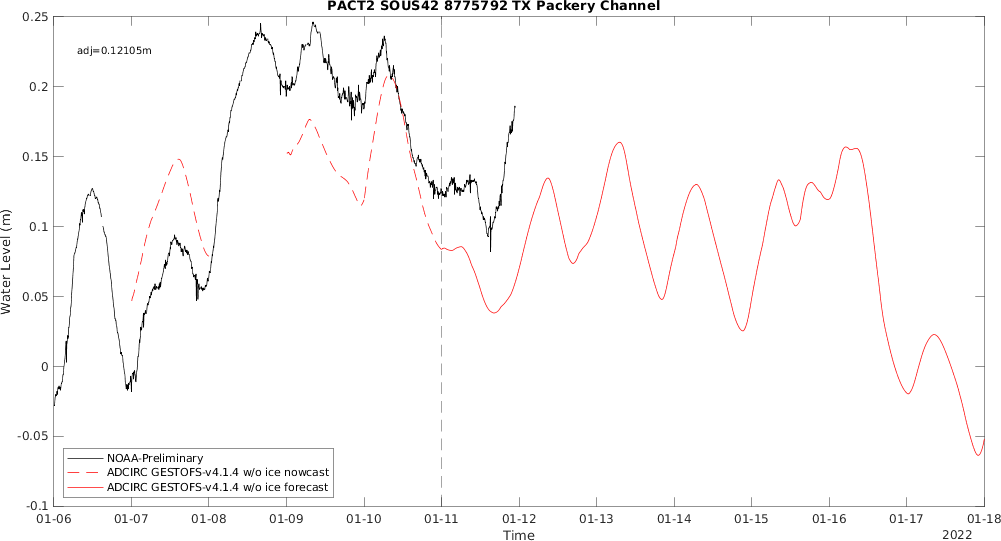 PACT2 SOUS42 8775792 TX Packery Channel
adj=0.12105m
0.25
0.2
0.15
0.1
0.05
0
-0.05
-0.1
Water Level (m)
NOAA-Preliminary
ADCIRC GESTOFS-v4.1.4 w/o ice nowcast
ADCIRC GESTOFS-v4.1.4 w/o ice forecast
01-06 01-07 01-08 01-09 01-10 01-11 01-12 01-13 01-14 01-15 01-16 01-17 01-18
Time
2022